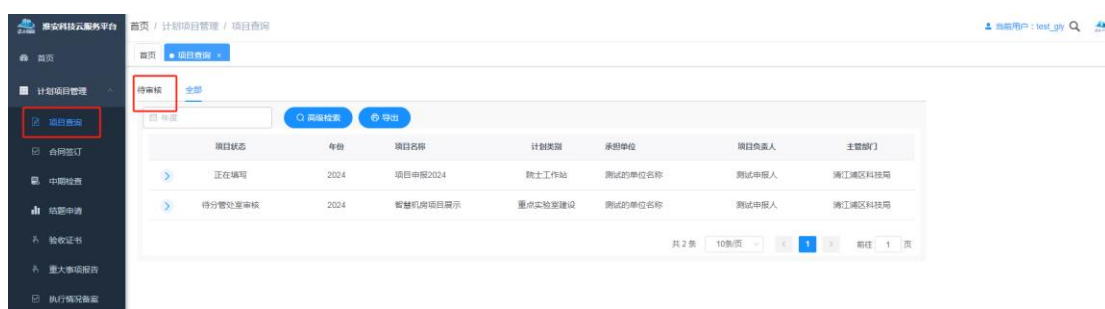 淮安科技云服务平台 首页 / 计划项目管理 / 项目查询 当前用户：test_gly
首页 首页 项目查询 ×
计划项目管理 待审核 全部
项目查询 年度 高级检索 导出
项目状态 年份 项目名称 计划类别 承担单位 项目负责人 主管部门
合同签订
正在填写 2024 项目申报2024 院士工作站 测试的单位名称 测试申报人 清江浦区科技局
中期检查
待分管处室审核 2024 智慧机房项目展示 重点实验室建设 测试的单位名称 测试申报人 清江浦区科技局
结题申请
验收证书 共 2 条 10条/页 1 前往 1 页
重大事项报告
执行情况备案